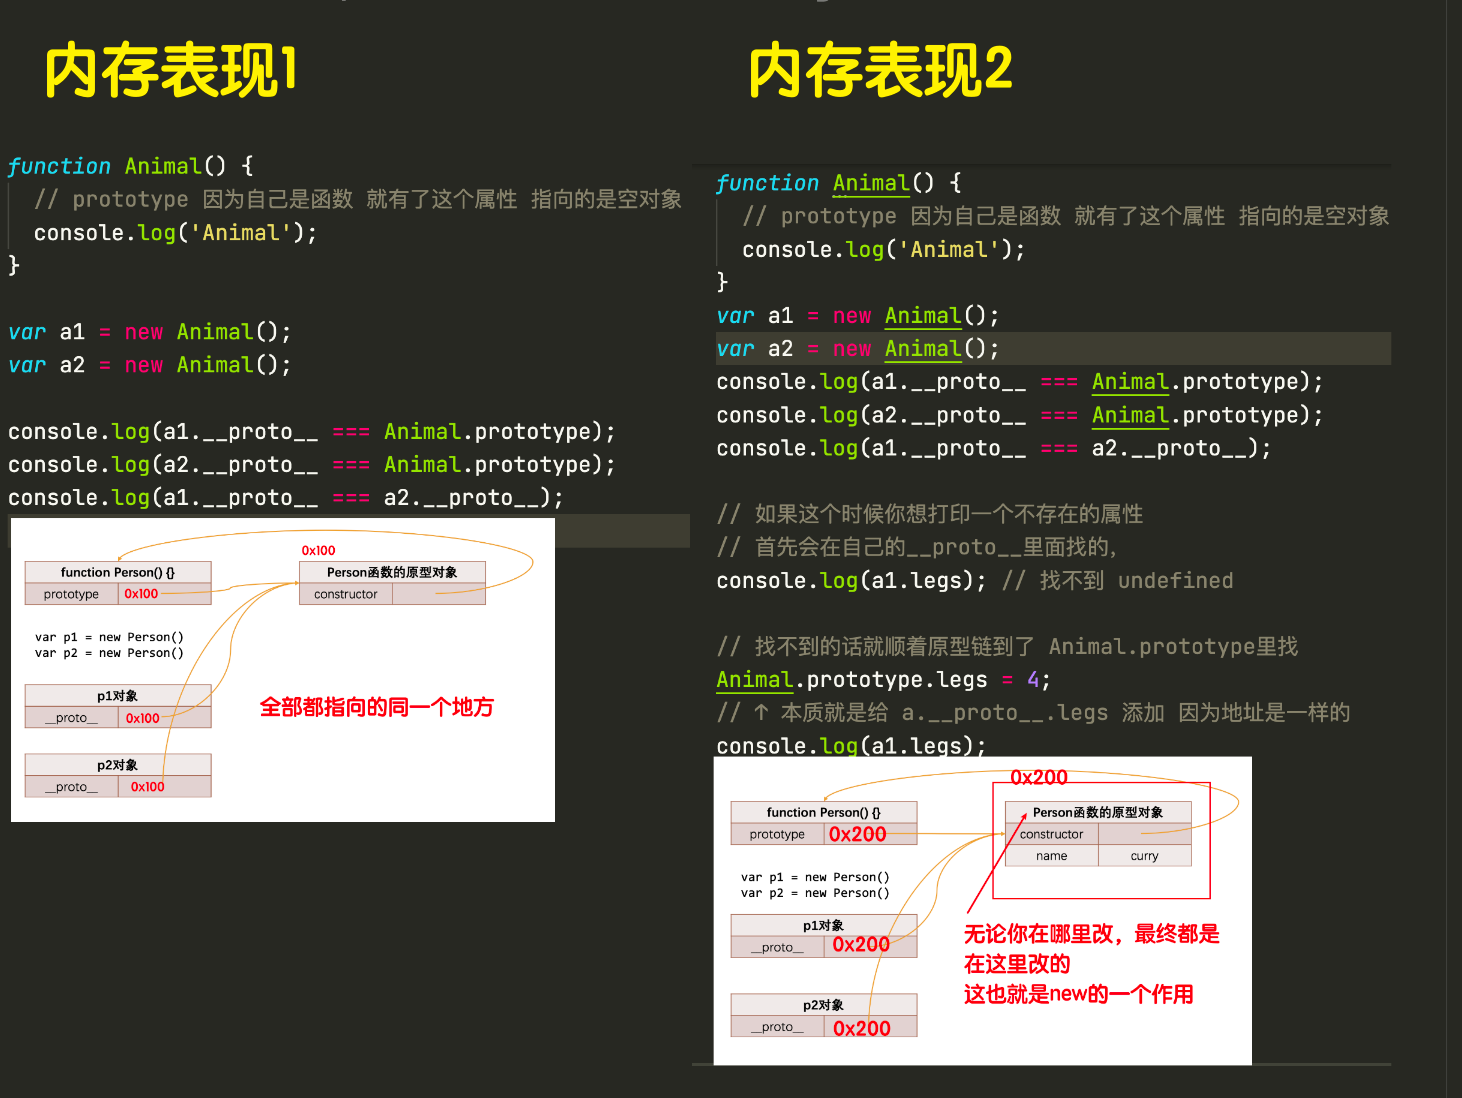 内存表现1
function Animal() {
// prototype 因为自己是函数 就有了这个属性 指向的是空对象
console.log('Animal');
}
var a1 = new Animal();
var a2 = new Animal();
console.log(a1.__proto__ === Animal.prototype);
console.log(a2.__proto__ === Animal.prototype);
console.log(a1.__proto__ === a2.__proto__);
0x100
function Person() {}
prototype 0x100
Person函数的原型对象
constructor
var p1 = new Person()
var p2 = new Person()
p1对象
__proto__ 0x100
全部都指向的同一个地方
p2对象
__proto__ 0x100
内存表现2
function Animal() {
// prototype 因为自己是函数 就有了这个属性 指向的是空对象
console.log('Animal');
}
var a1 = new Animal();
var a2 = new Animal();
console.log(a1.__proto__ === Animal.prototype);
console.log(a2.__proto__ === Animal.prototype);
console.log(a1.__proto__ === a2.__proto__);
// 如果这个时候你想打印一个不存在的属性
// 首先会在自己的__proto__里面找的,
console.log(a1.legs); // 找不到 undefined
// 找不到的话就顺着原型链到了 Animal.prototype里找
Animal.prototype.legs = 4;
// ↑ 本质就是给 a.__proto__.legs 添加 因为地址是一样的
console.log(a1.legs);
0x200
function Person() {}
prototype 0x200
Person函数的原型对象
constructor
name curry
var p1 = new Person()
var p2 = new Person()
p1对象
__proto__ 0x200
无论你在哪里改，最终都是
在这里改的
这也就是new的一个作用
p2对象
__proto__ 0x200